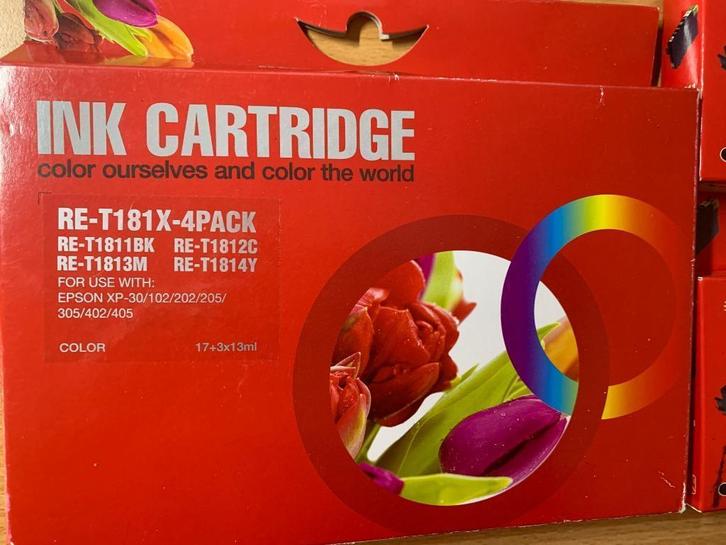 INK CARTRIDGE
color ourselves and color the world
RE-T181X-4PACK
RE-T1811BK RE-T1812C
RE-T1813M RE-T1814Y
FOR USE WITH:
EPSON XP-30/102/202/205/
305/402/405
COLOR 17+3x13ml